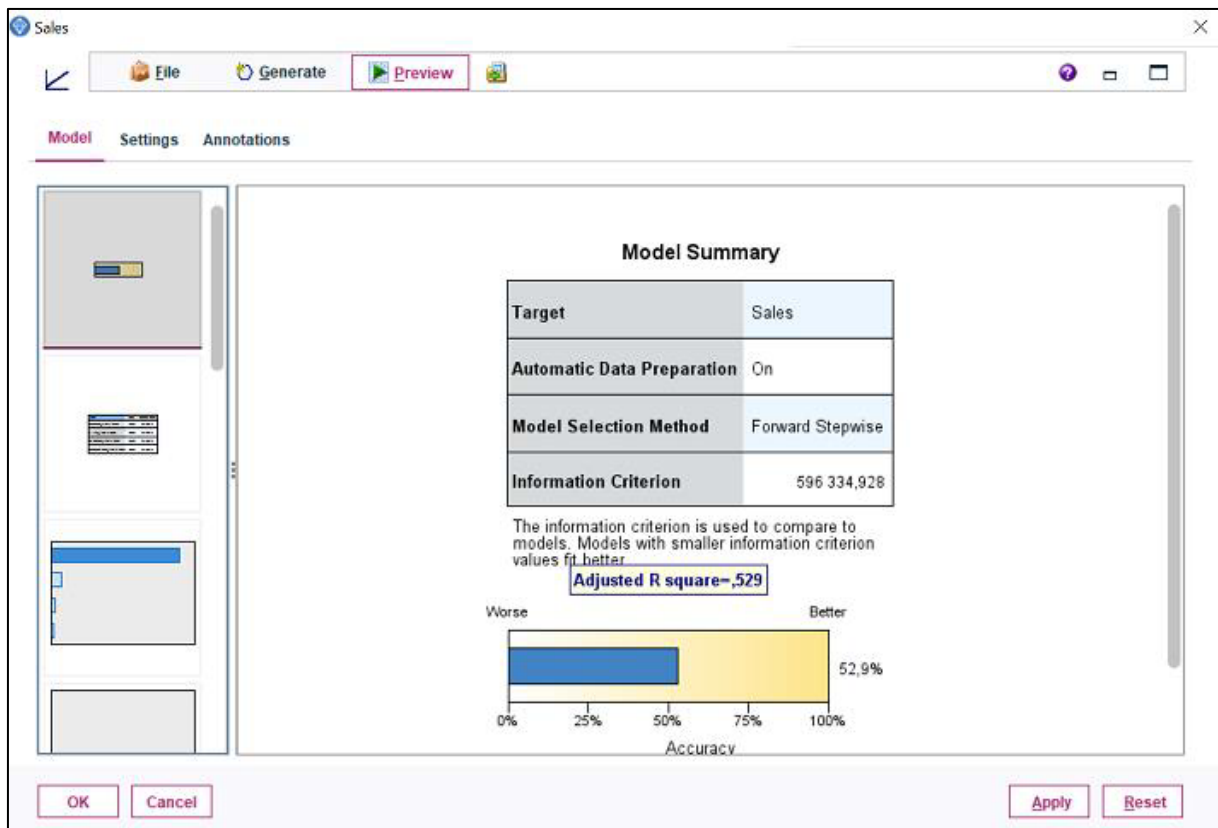 Sales
File Generate Preview
Model Settings Annotations
Model Summary
Target Sales
Automatic Data Preparation On
Model Selection Method Forward Stepwise
Information Criterion 596 334,928
The information criterion is used to compare to
models. Models with smaller information criterion
values fit better
Adjusted R square=,529
Worse Better
52,9%
0% 25% 50% 75% 100%
Accuracy
OK Cancel Apply Reset